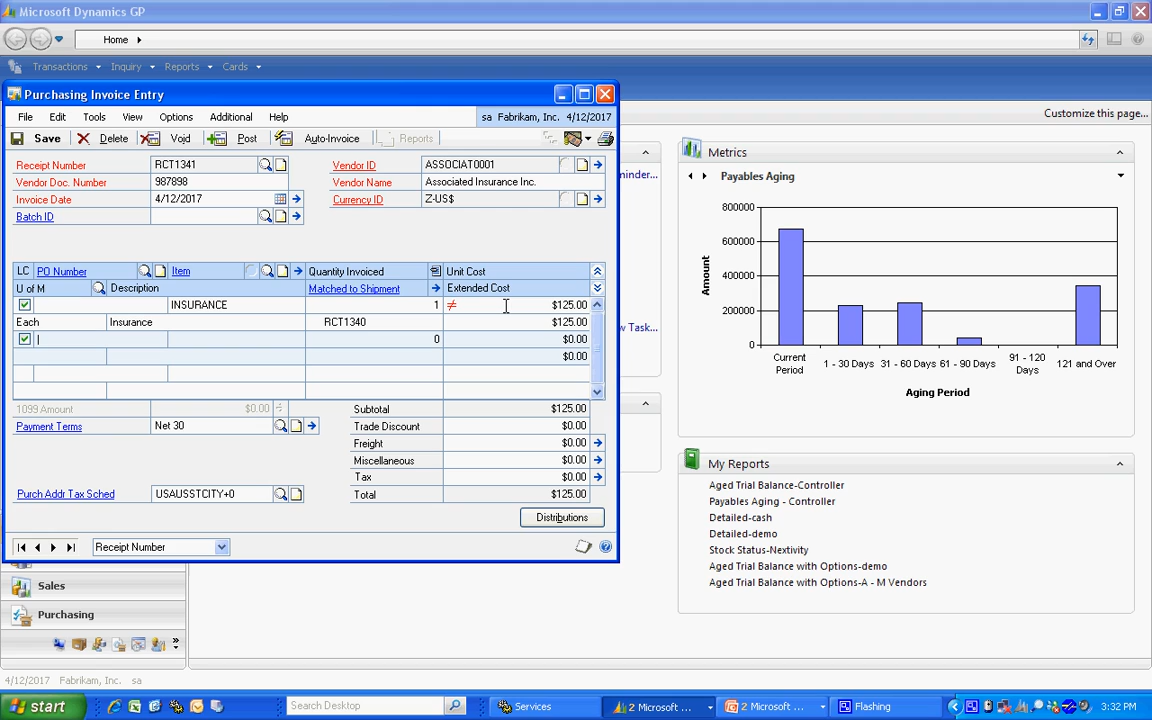 Microsoft Dynamics GP
Home
Transactions Inquiry Reports Cards
Customize this page...
Purchasing Invoice Entry
File Edit Tools View Options Additional Help
sa Fabrikam, Inc. 4/12/2017
Save Delete Void Post Auto-Invoice Reports
Receipt Number RCT1341
Vendor Doc. Number 987898
Invoice Date 4/12/2017
Batch ID
Vendor ID ASSOCIAT0001
Vendor Name Associated Insurance Inc.
Currency ID Z-US$
LC PO Number Item Quantity Invoiced Unit Cost
U of M Description Matched to Shipment Extended Cost
INSURANCE 1 ≠ $125.00
Each Insurance RCT1340 $125.00
0 $0.00
$0.00
1099 Amount $0.00
Payment Terms Net 30
Purch Addr Tax Sched USAUSSTCITY+0
Subtotal $125.00
Trade Discount $0.00
Freight $0.00
Miscellaneous $0.00
Tax $0.00
Total $125.00
Distributions
Receipt Number
minder...
w Task...
Metrics
Payables Aging
Amount
800000
600000
400000
200000
0
Current Period
1 - 30 Days
31 - 60 Days
61 - 90 Days
91 - 120 Days
121 and Over
Aging Period
My Reports
Aged Trial Balance-Controller
Payables Aging - Controller
Detailed-cash
Detailed-demo
Stock Status-Nextivity
Aged Trial Balance with Options-demo
Aged Trial Balance with Options-A - M Vendors
Sales
Purchasing
4/12/2017 Fabrikam, Inc. sa
start
Search Desktop
Services
2 Microsoft ...
2 Microsoft ...
Flashing
3:32 PM